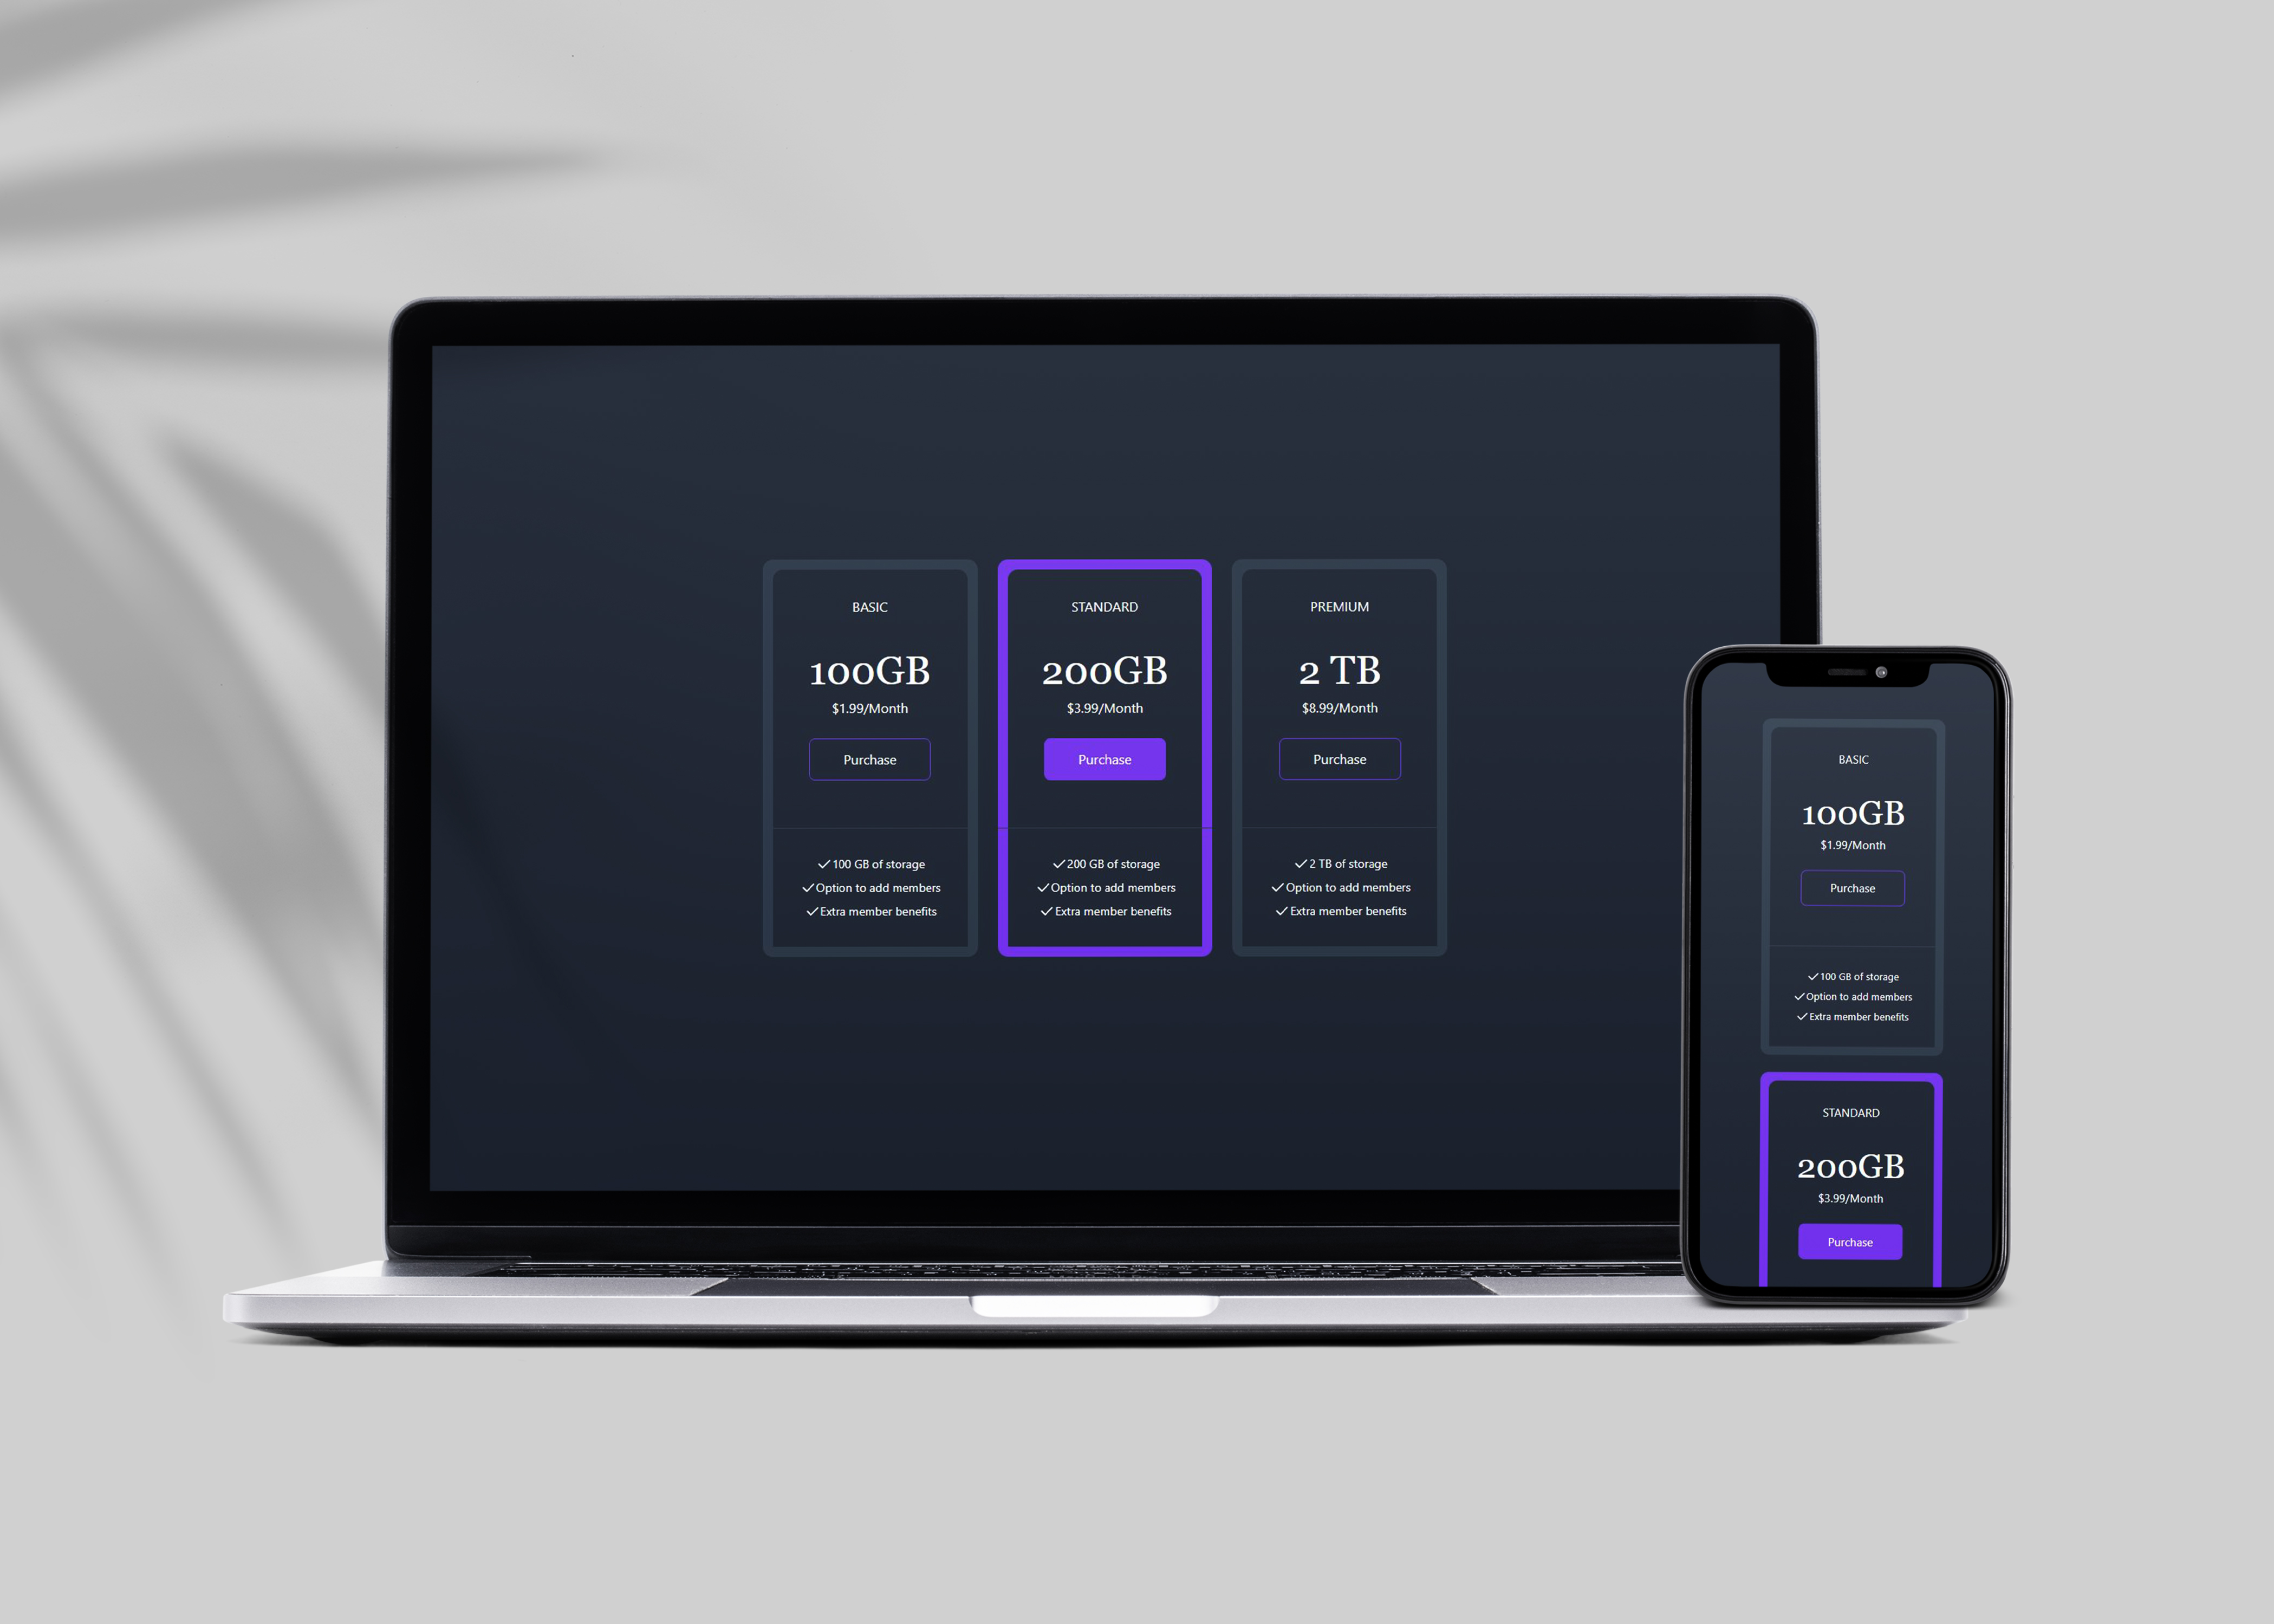 BASIC
100GB
$1.99/Month
Purchase
100 GB of storage
Option to add members
Extra member benefits
STANDARD
200GB
$3.99/Month
Purchase
200 GB of storage
Option to add members
Extra member benefits
PREMIUM
2 TB
$8.99/Month
Purchase
2 TB of storage
Option to add members
Extra member benefits
BASIC
100GB
$1.99/Month
Purchase
100 GB of storage
Option to add members
Extra member benefits
STANDARD
200GB
$3.99/Month
Purchase